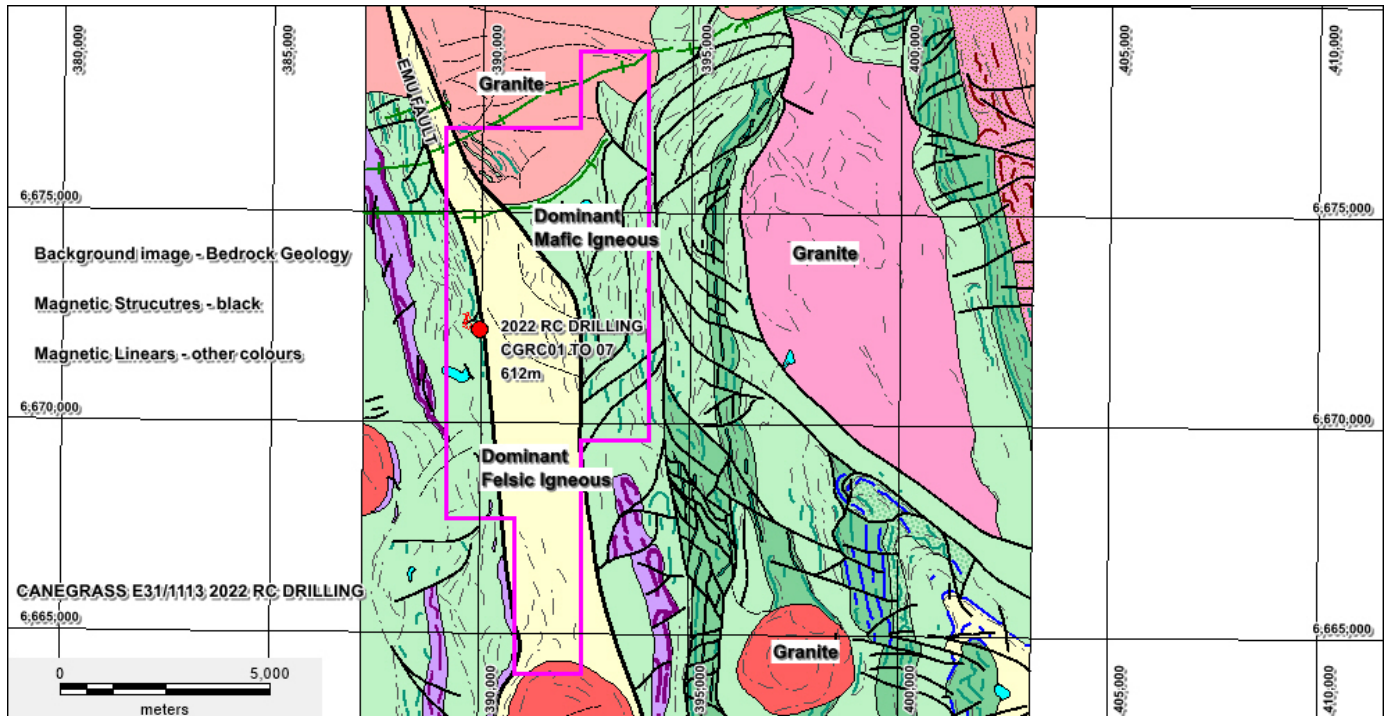 380,000
385,000
390,000
395,000
400,000
405,000
410,000
EMU FAULT
Granite
6,675,000
6,675,000
Dominant
Mafic Igneous
Background image - Bedrock Geology
Granite
Magnetic Strucutres - black
2022 RC DRILLING
CGRC01 TO 07
612m
Magnetic Linears - other colours
6,670,000
6,670,000
Dominant
Felsic Igneous
CANEGRASS E31/1113 2022 RC DRILLING
6,665,000
6,665,000
Granite
0 5,000
meters
390,000
395,000
400,000
405,000
410,000